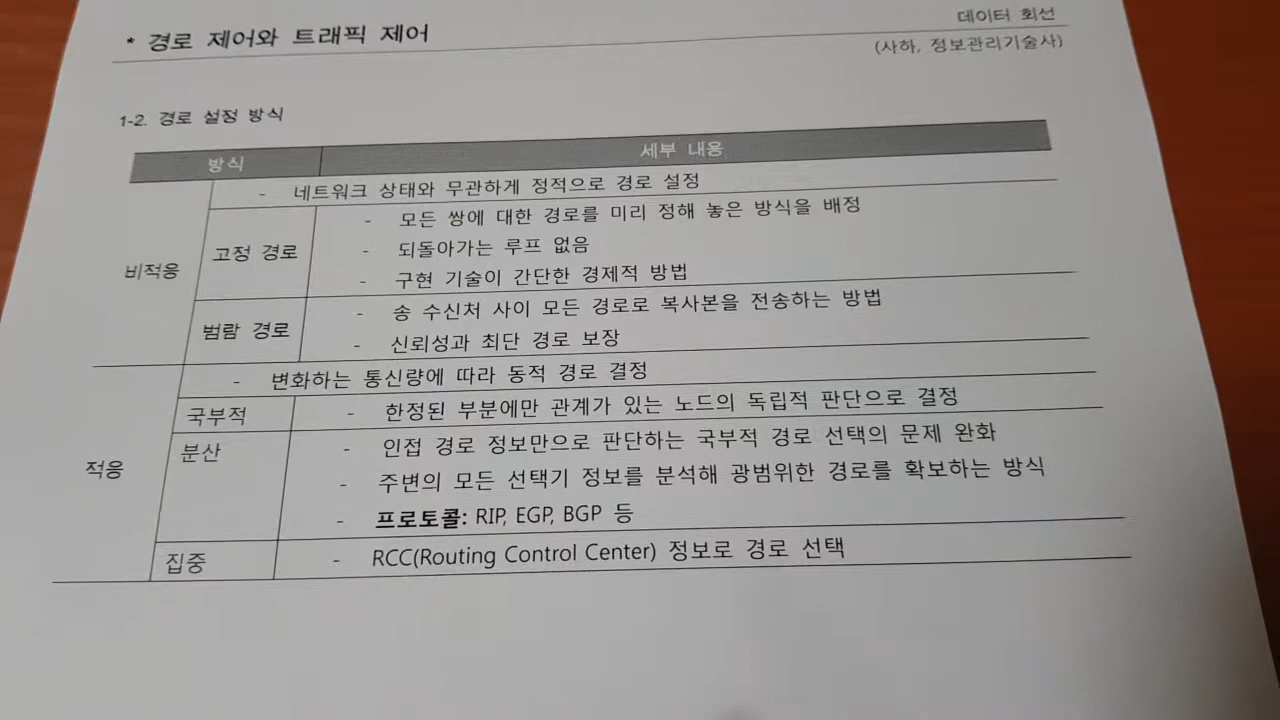 * 경로 제어와 트래픽 제어
데이터 회선
(사하, 정보관리기술사)
1-2. 경로 설정 방식
방식 세부 내용
비적응
- 네트워크 상태와 무관하게 정적으로 경로 설정
고정 경로
- 모든 쌍에 대한 경로를 미리 정해 놓은 방식을 배정
- 되돌아가는 루프 없음
- 구현 기술이 간단한 경제적 방법
범람 경로
- 송 수신처 사이 모든 경로로 복사본을 전송하는 방법
- 신뢰성과 최단 경로 보장
적응
- 변화하는 통신량에 따라 동적 경로 결정
국부적
- 한정된 부분에만 관계가 있는 노드의 독립적 판단으로 결정
분산
- 인접 경로 정보만으로 판단하는 국부적 경로 선택의 문제 완화
- 주변의 모든 선택기 정보를 분석해 광범위한 경로를 확보하는 방식
- 프로토콜: RIP, EGP, BGP 등
집중
- RCC(Routing Control Center) 정보로 경로 선택